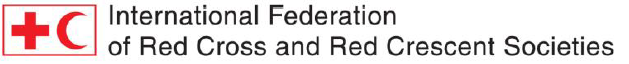 International Federation
of Red Cross and Red Crescent Societies